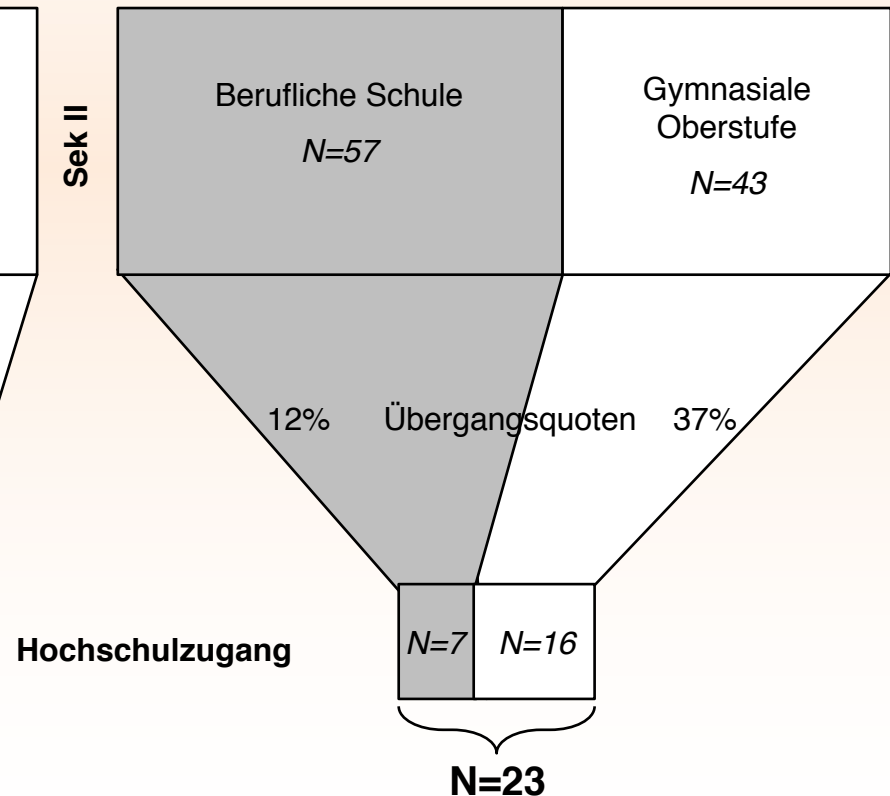 Sek II
Berufliche Schule
N=57
Gymnasiale
Oberstufe
N=43
12%
Übergangsquoten
37%
Hochschulzugang
N=7
N=16
N=23